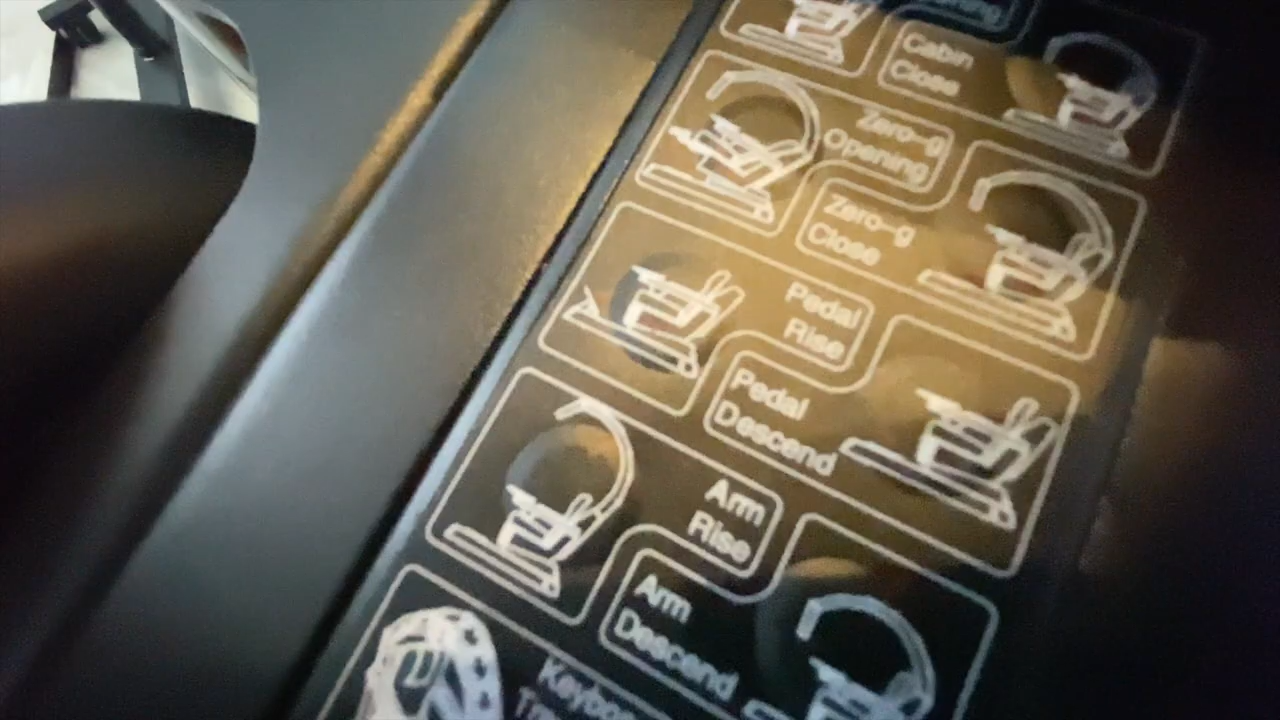 Cabin
Close
Zero-g
Opening
Zero-g
Close
Pedal
Rise
Pedal
Descend
Arm
Rise
Arm
Descend